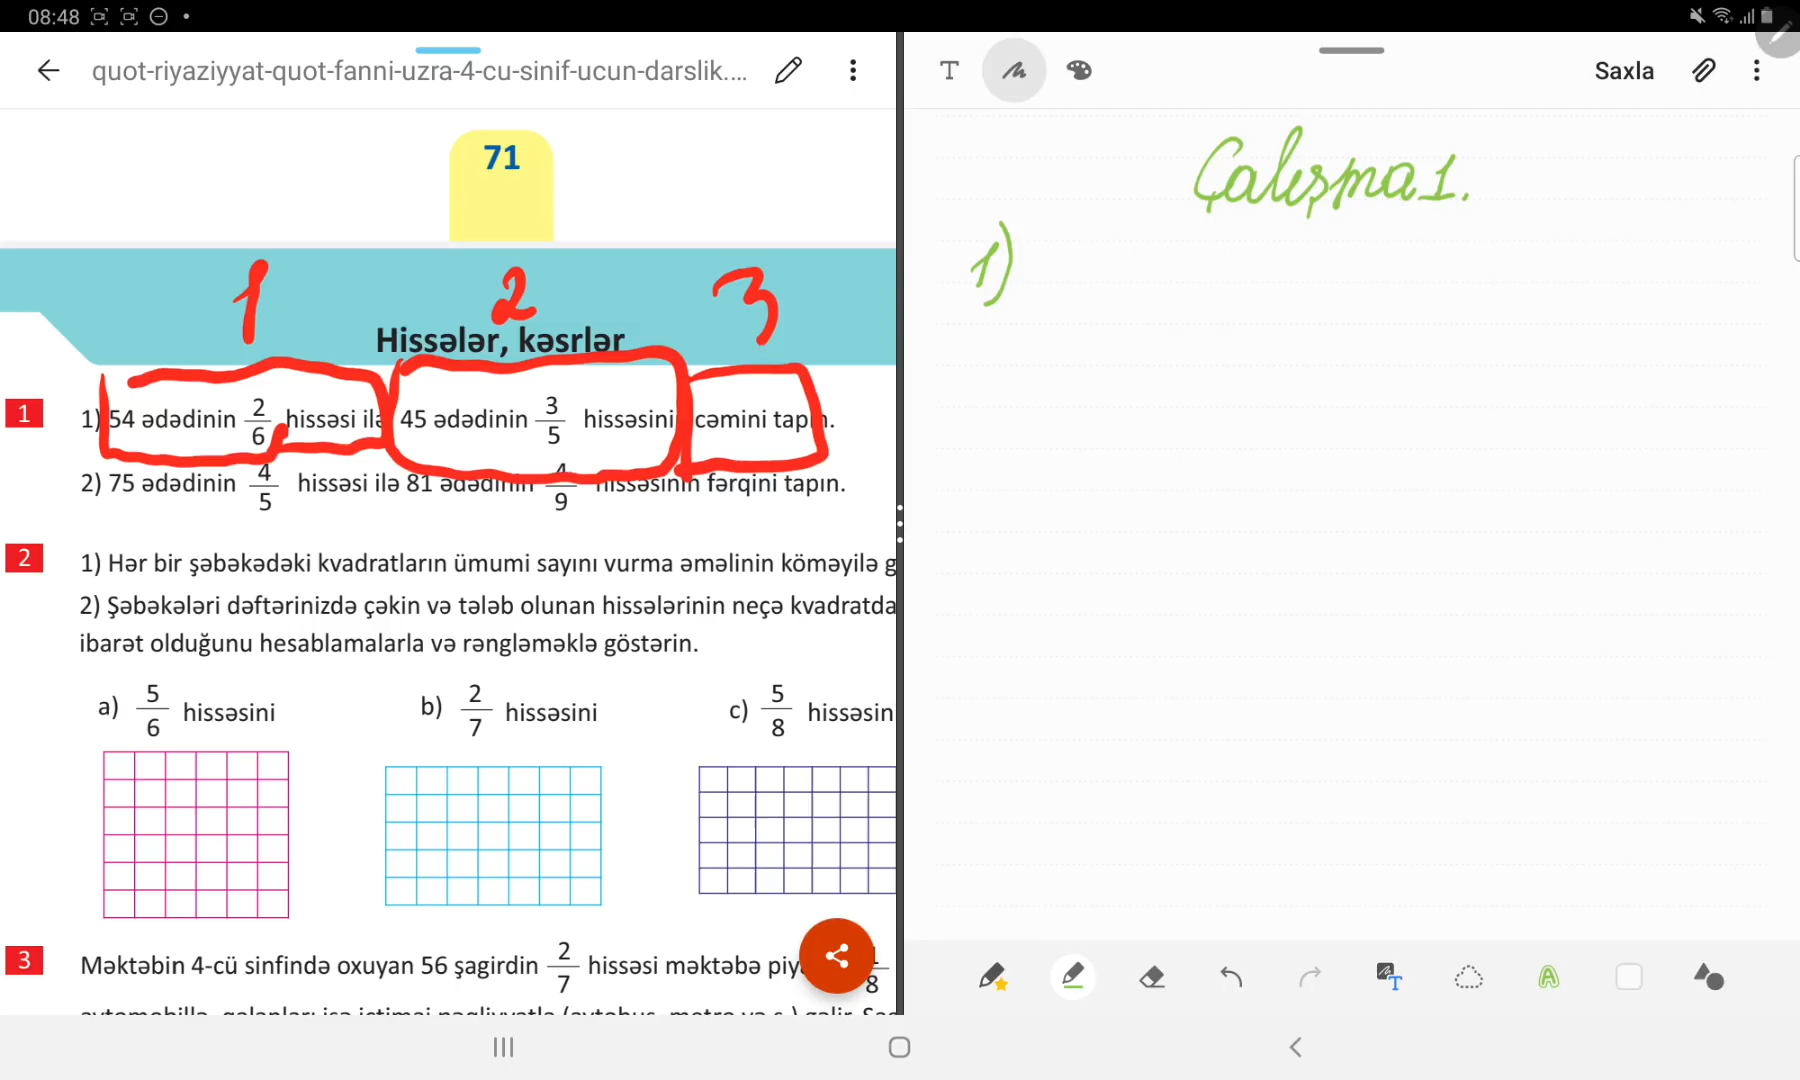 08:48
quot-riyaziyyat-quot-fanni-uzra-4-cu-sinif-ucun-darslik....
71
1 2 3
Hissələr, kəsrlər
1 1) 54 ədədinin 2/6 hissəsi ilə 45 ədədinin 3/5 hissəsinin cəmini tapın.
2) 75 ədədinin 4/5 hissəsi ilə 81 ədədinin 4/9 hissəsinin fərqini tapın.
2 1) Hər bir şəbəkədəki kvadratların ümumi sayını vurma əməlinin köməyilə
2) Şəbəkələri dəftərinizdə çəkin və tələb olunan hissələrinin neçə kvadratda
ibarət olduğunu hesablamalarla və rəngləməklə göstərin.
a) 5/6 hissəsini b) 2/7 hissəsini c) 5/8 hissəsin
3 Məktəbin 4-cü sinfində oxuyan 56 şagirdin 2/7 hissəsi məktəbə 1/8
T Saxla
Çalışma 1.
1)